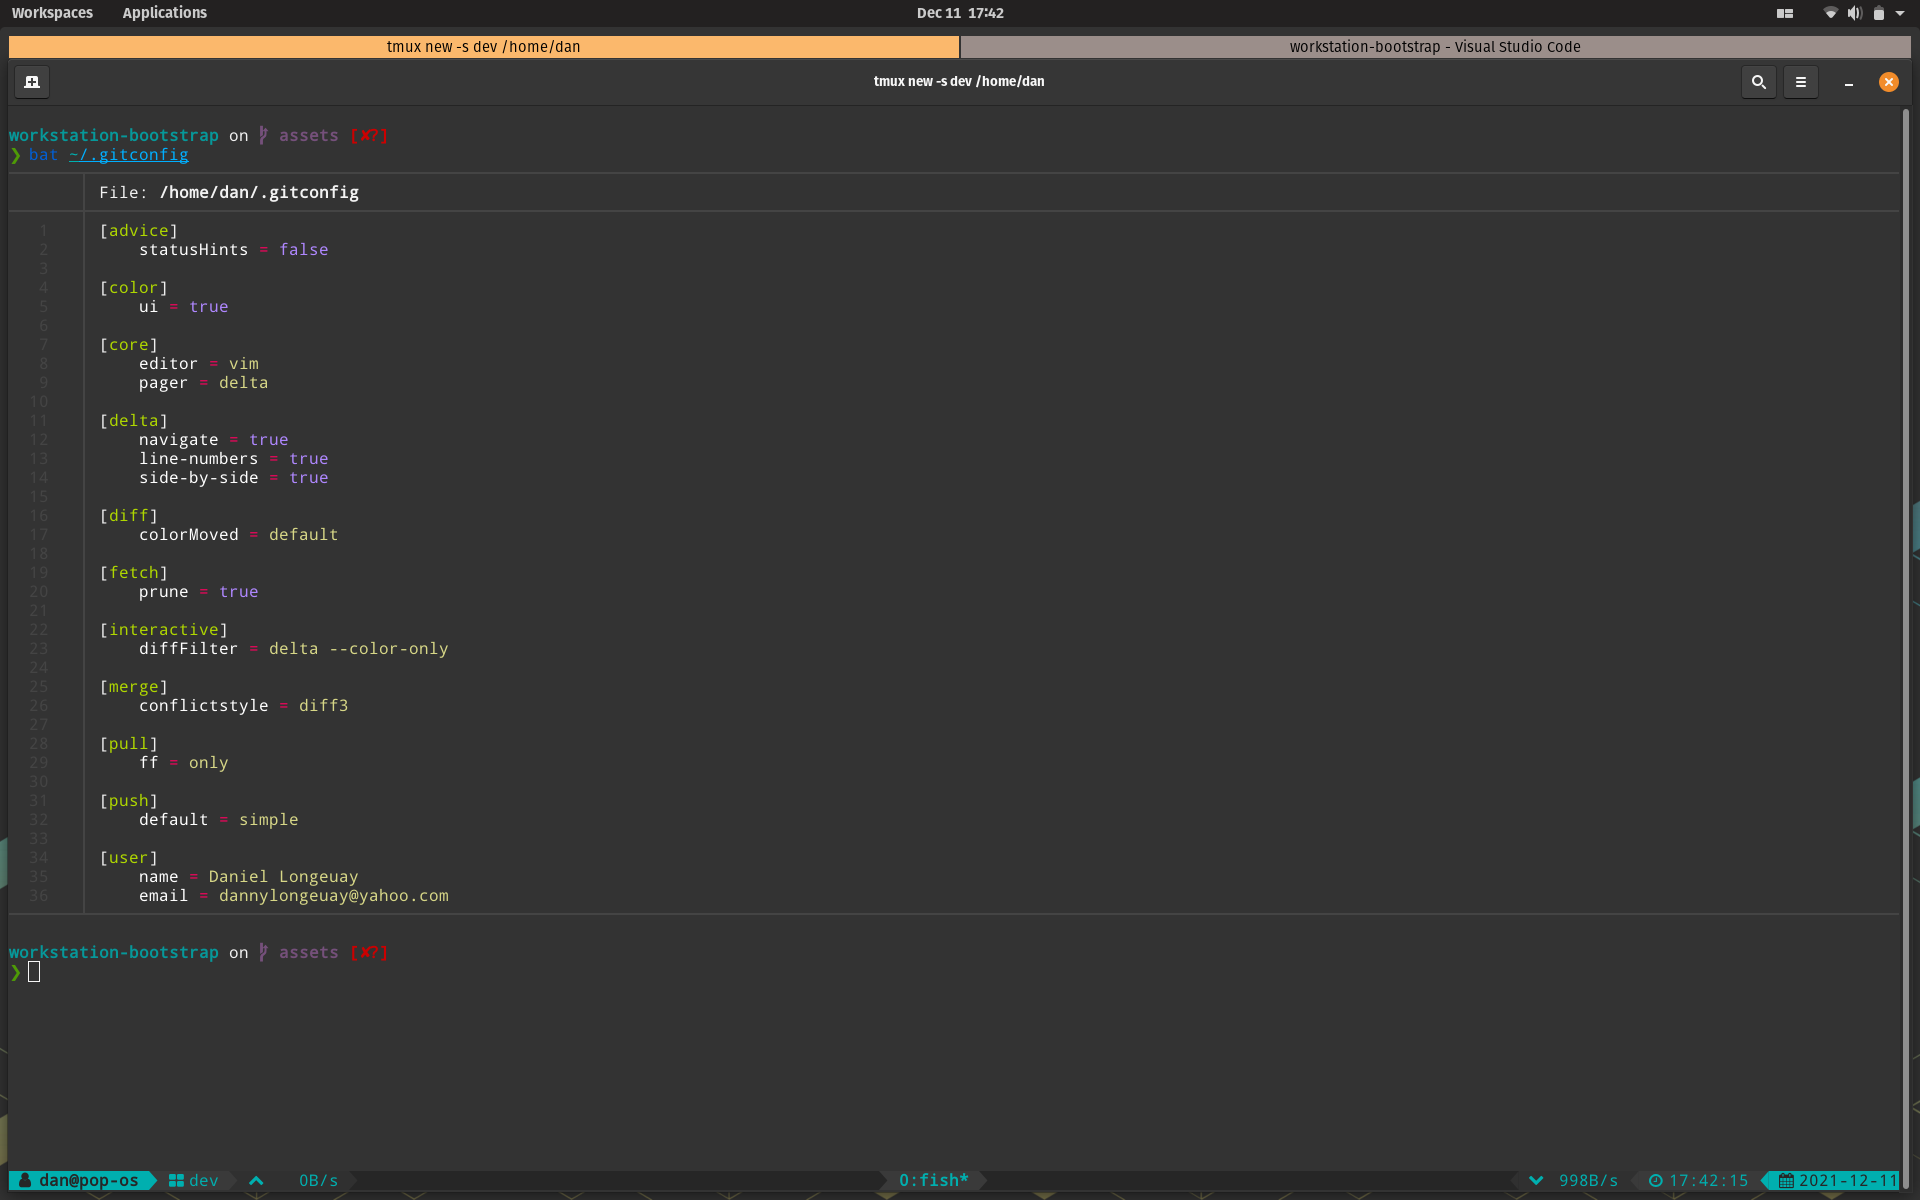 Workspaces Applications Dec 11 17:42
tmux new -s dev /home/dan workstation-bootstrap - Visual Studio Code
tmux new -s dev /home/dan
workstation-bootstrap on assets [✘?]
❯ bat ~/.gitconfig
File: /home/dan/.gitconfig
1 [advice]
2 statusHints = false
3
4 [color]
5 ui = true
6
7 [core]
8 editor = vim
9 pager = delta
10
11 [delta]
12 navigate = true
13 line-numbers = true
14 side-by-side = true
15
16 [diff]
17 colorMoved = default
18
19 [fetch]
20 prune = true
21
22 [interactive]
23 diffFilter = delta --color-only
24
25 [merge]
26 conflictstyle = diff3
27
28 [pull]
29 ff = only
30
31 [push]
32 default = simple
33
34 [user]
35 name = Daniel Longeuay
36 email = dannylongeuay@yahoo.com
workstation-bootstrap on assets [✘?]
❯
dan@pop-os dev 0B/s 0:fish* 998B/s 17:42:15 2021-12-11